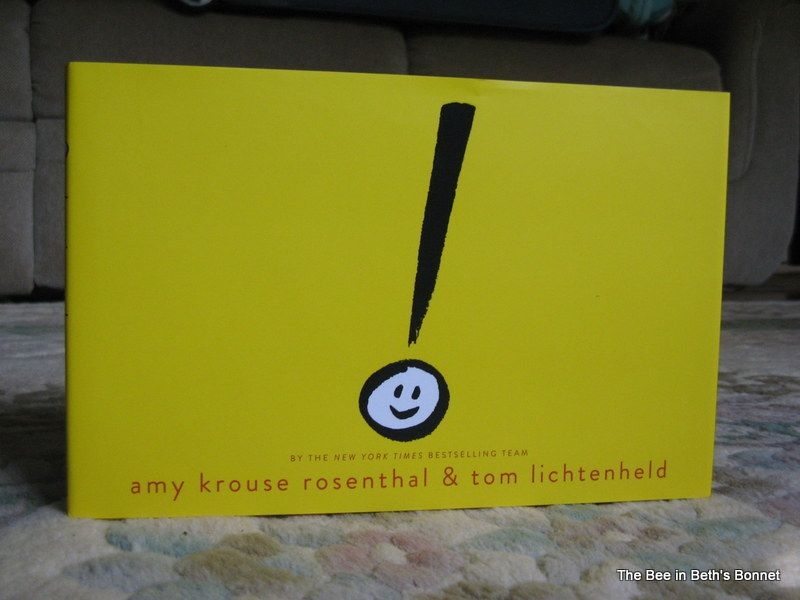 !
BY THE NEW YORK TIMES BESTSELLING TEAM
amy krouse rosenthal & tom lichtenheld
The Bee in Beth's Bonnet